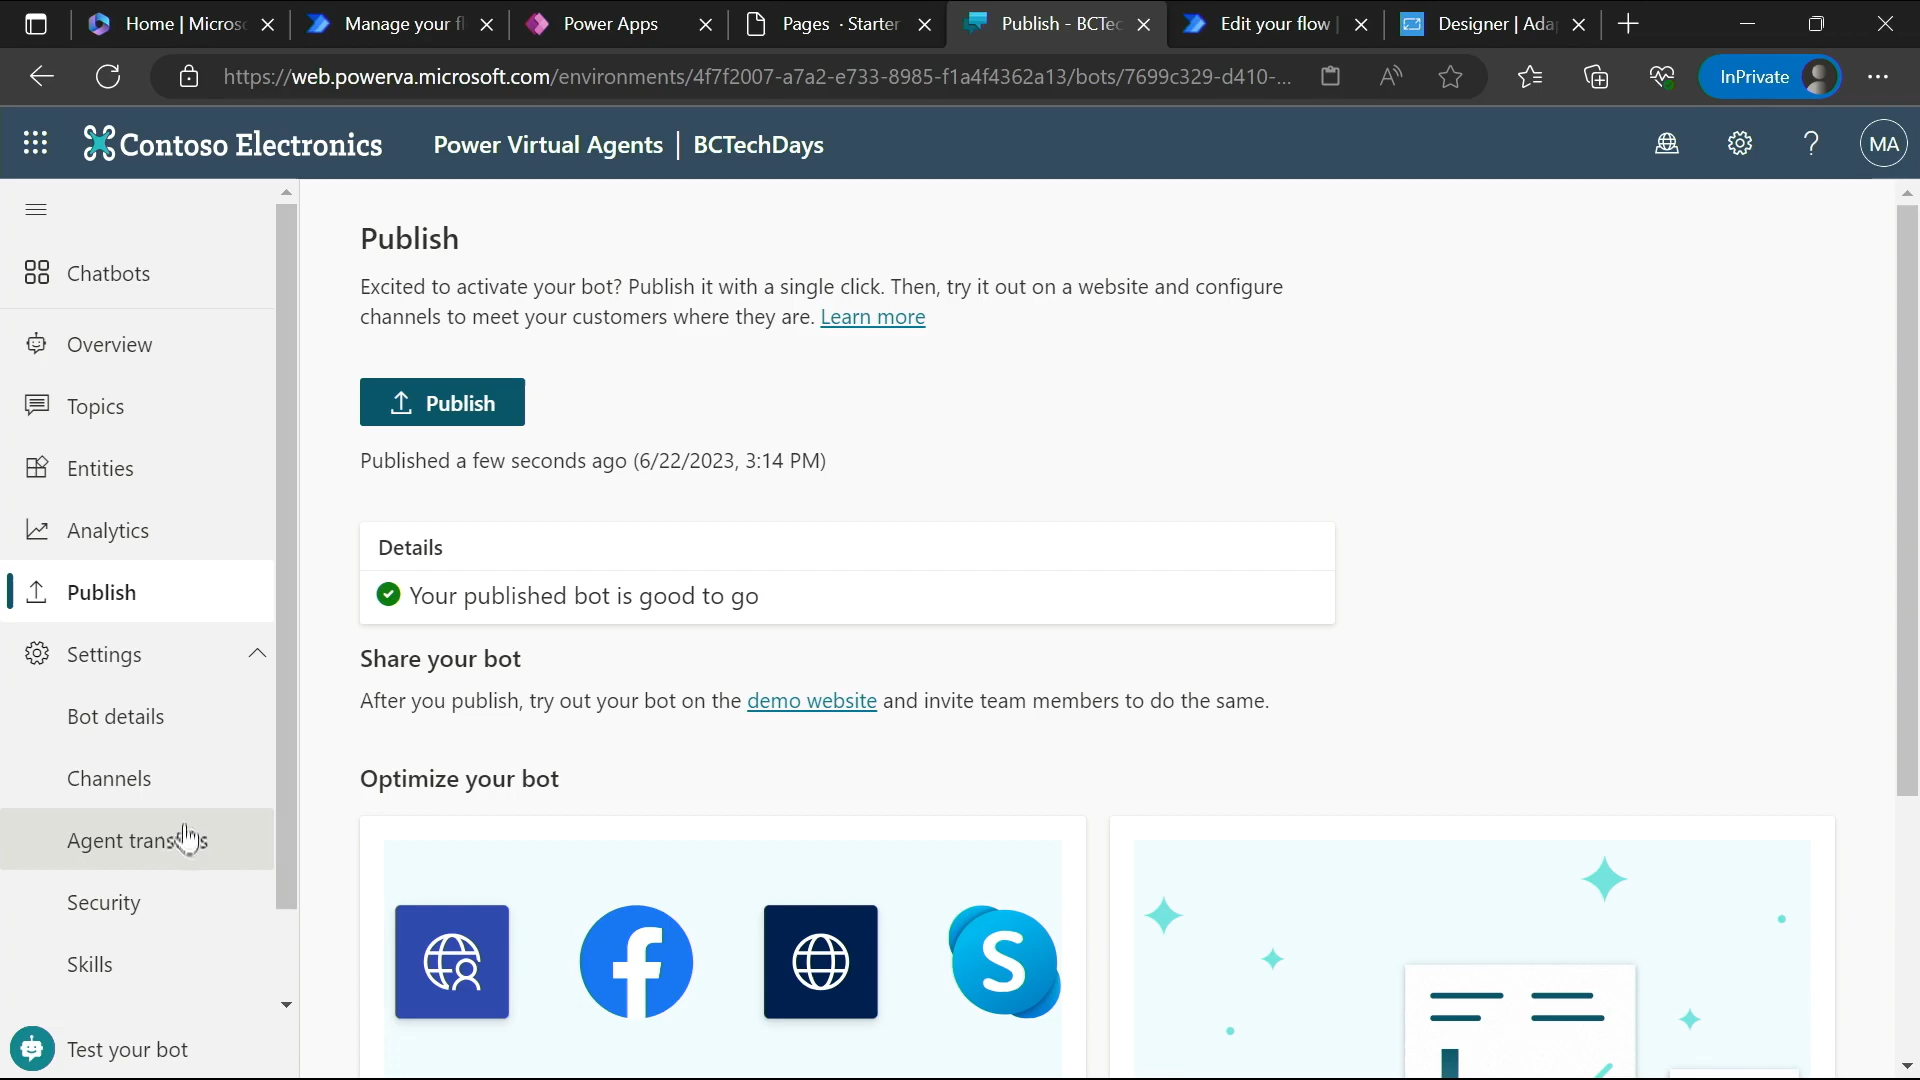 Home | Micros
Manage your fl
Power Apps
Pages - Starter
Publish - BCTec
Edit your flow |
Designer | Ada
https://web.powerva.microsoft.com/environments/4f7f2007-a7a2-e733-8985-f1a4f4362a13/bots/7699c329-d410-...
InPrivate
Contoso Electronics
Power Virtual Agents | BCTechDays
MA
Chatbots
Overview
Topics
Entities
Analytics
Publish
Settings
Bot details
Channels
Agent transfers
Security
Skills
Test your bot
Publish
Excited to activate your bot? Publish it with a single click. Then, try it out on a website and configure
channels to meet your customers where they are. Learn more
Publish
Published a few seconds ago (6/22/2023, 3:14 PM)
Details
Your published bot is good to go
Share your bot
After you publish, try out your bot on the demo website and invite team members to do the same.
Optimize your bot